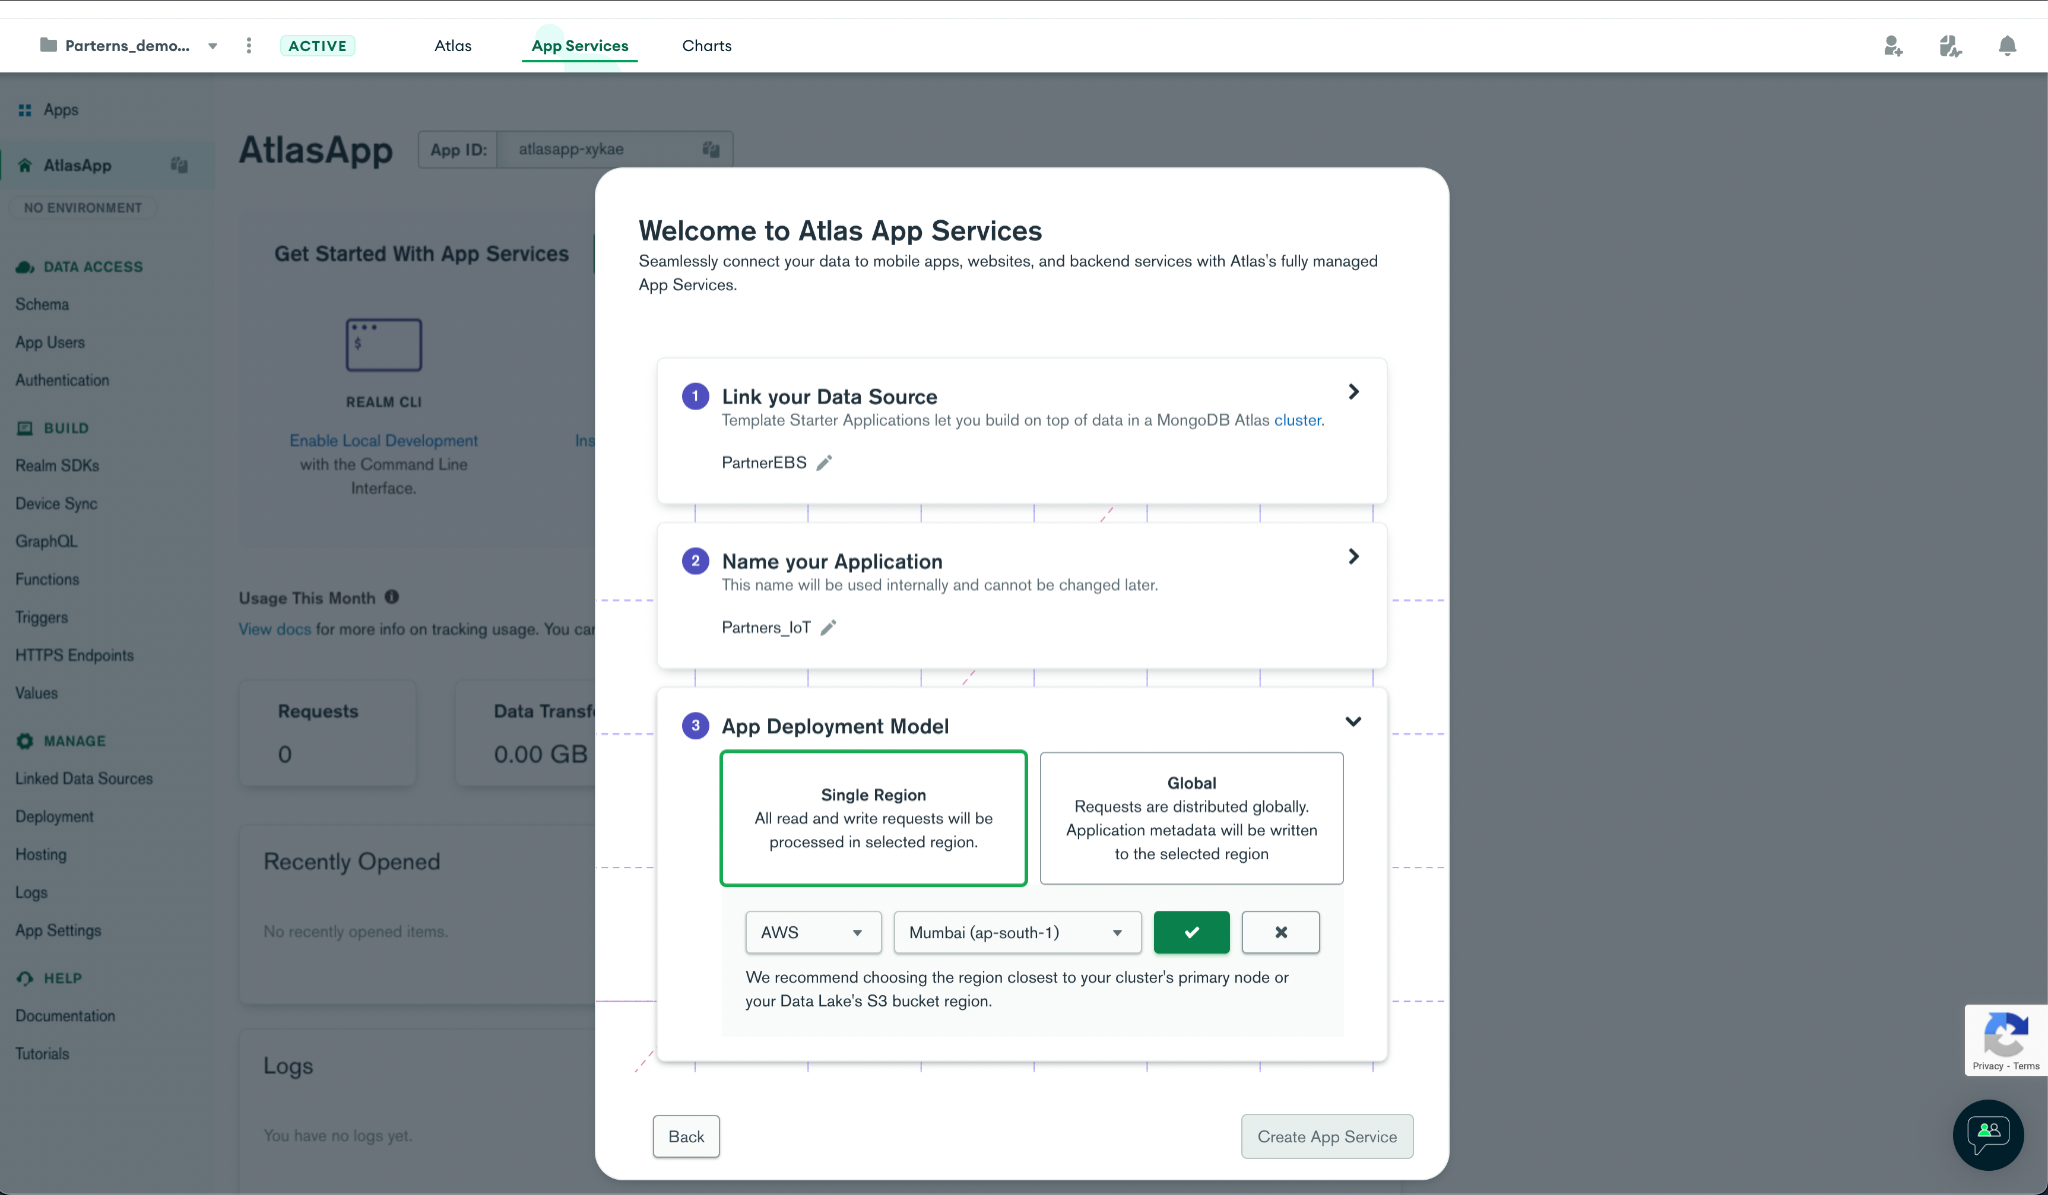 Parterns_demo...
ACTIVE
Atlas
App Services
Charts
Apps
AtlasApp
NO ENVIRONMENT
DATA ACCESS
Schema
App Users
Authentication
BUILD
Realm SDKs
Device Sync
GraphQL
Functions
Triggers
HTTPS Endpoints
Values
MANAGE
Linked Data Sources
Deployment
Hosting
Logs
App Settings
HELP
Documentation
Tutorials
AtlasApp
App ID:
atlasapp-xykae
Get Started With App Services
$
REALM CLI
Enable Local Development
with the Command Line
Interface.
Ins
Usage This Month
View docs for more info on tracking usage. You can
Requests
0
Data Transf
0.00 GB
Recently Opened
No recently opened items.
Logs
You have no logs yet.
Welcome to Atlas App Services
Seamlessly connect your data to mobile apps, websites, and backend services with Atlas's fully managed
App Services.
1 Link your Data Source
Template Starter Applications let you build on top of data in a MongoDB Atlas cluster.
PartnerEBS
2 Name your Application
This name will be used internally and cannot be changed later.
Partners_IoT
3 App Deployment Model
Single Region
All read and write requests will be
processed in selected region.
Global
Requests are distributed globally.
Application metadata will be written
to the selected region
AWS
Mumbai (ap-south-1)
We recommend choosing the region closest to your cluster's primary node or
your Data Lake's S3 bucket region.
Back
Create App Service
Privacy - Terms